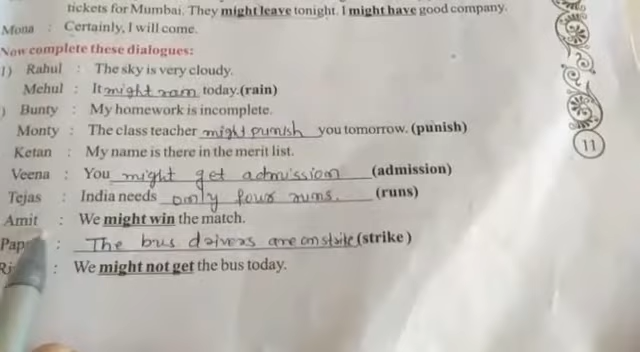 tickets for Mumbai. They might leave tonight. I might have good company.
Mona : Certainly, I will come.
Now complete these dialogues:
1) Rahul : The sky is very cloudy.
Mehul : It might rain today. (rain)
) Bunty : My homework is incomplete.
Monty : The class teacher might punish you tomorrow. (punish)
Ketan : My name is there in the merit list.
Veena : You might get admission (admission)
Tejas : India needs only four runs. (runs)
Amit : We might win the match.
Pap : The bus drivers are on strike (strike)
Ri : We might not get the bus today.
11